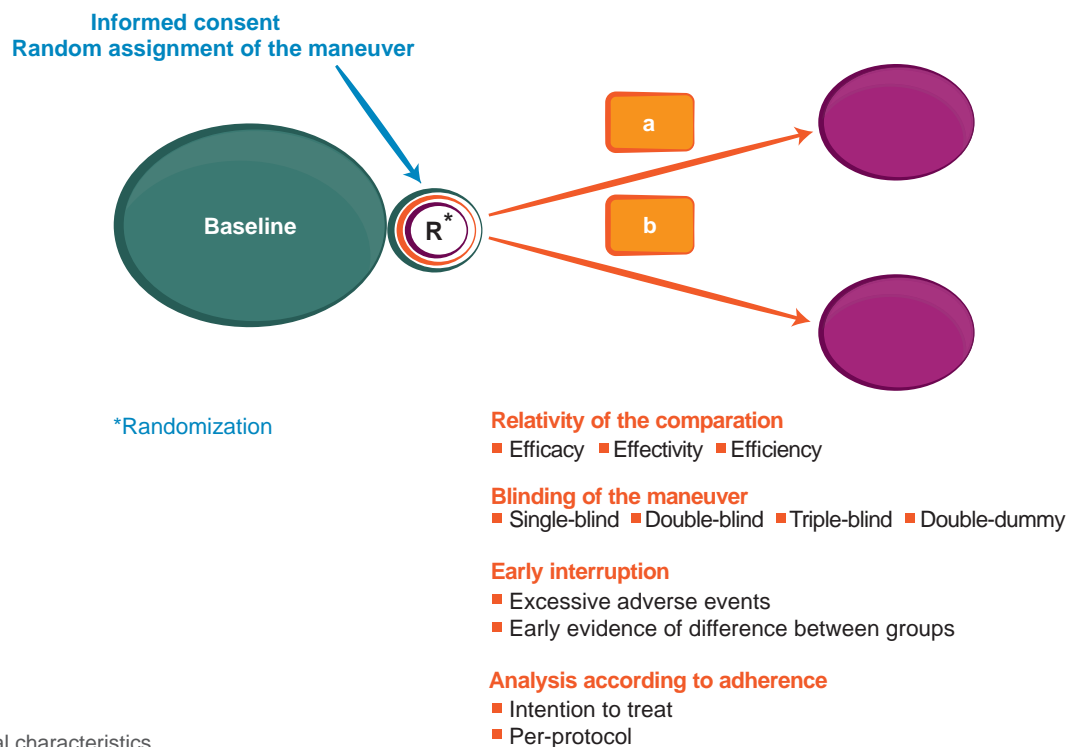 Informed consent
Random assignment of the maneuver
a
Baseline
R*
b
*Randomization
Relativity of the comparation
Efficacy Effectivity Efficiency
Blinding of the maneuver
Single-blind Double-blind Triple-blind Double-dummy
Early interruption
Excessive adverse events
Early evidence of difference between groups
Analysis according to adherence
Intention to treat
Per-protocol
characteristics